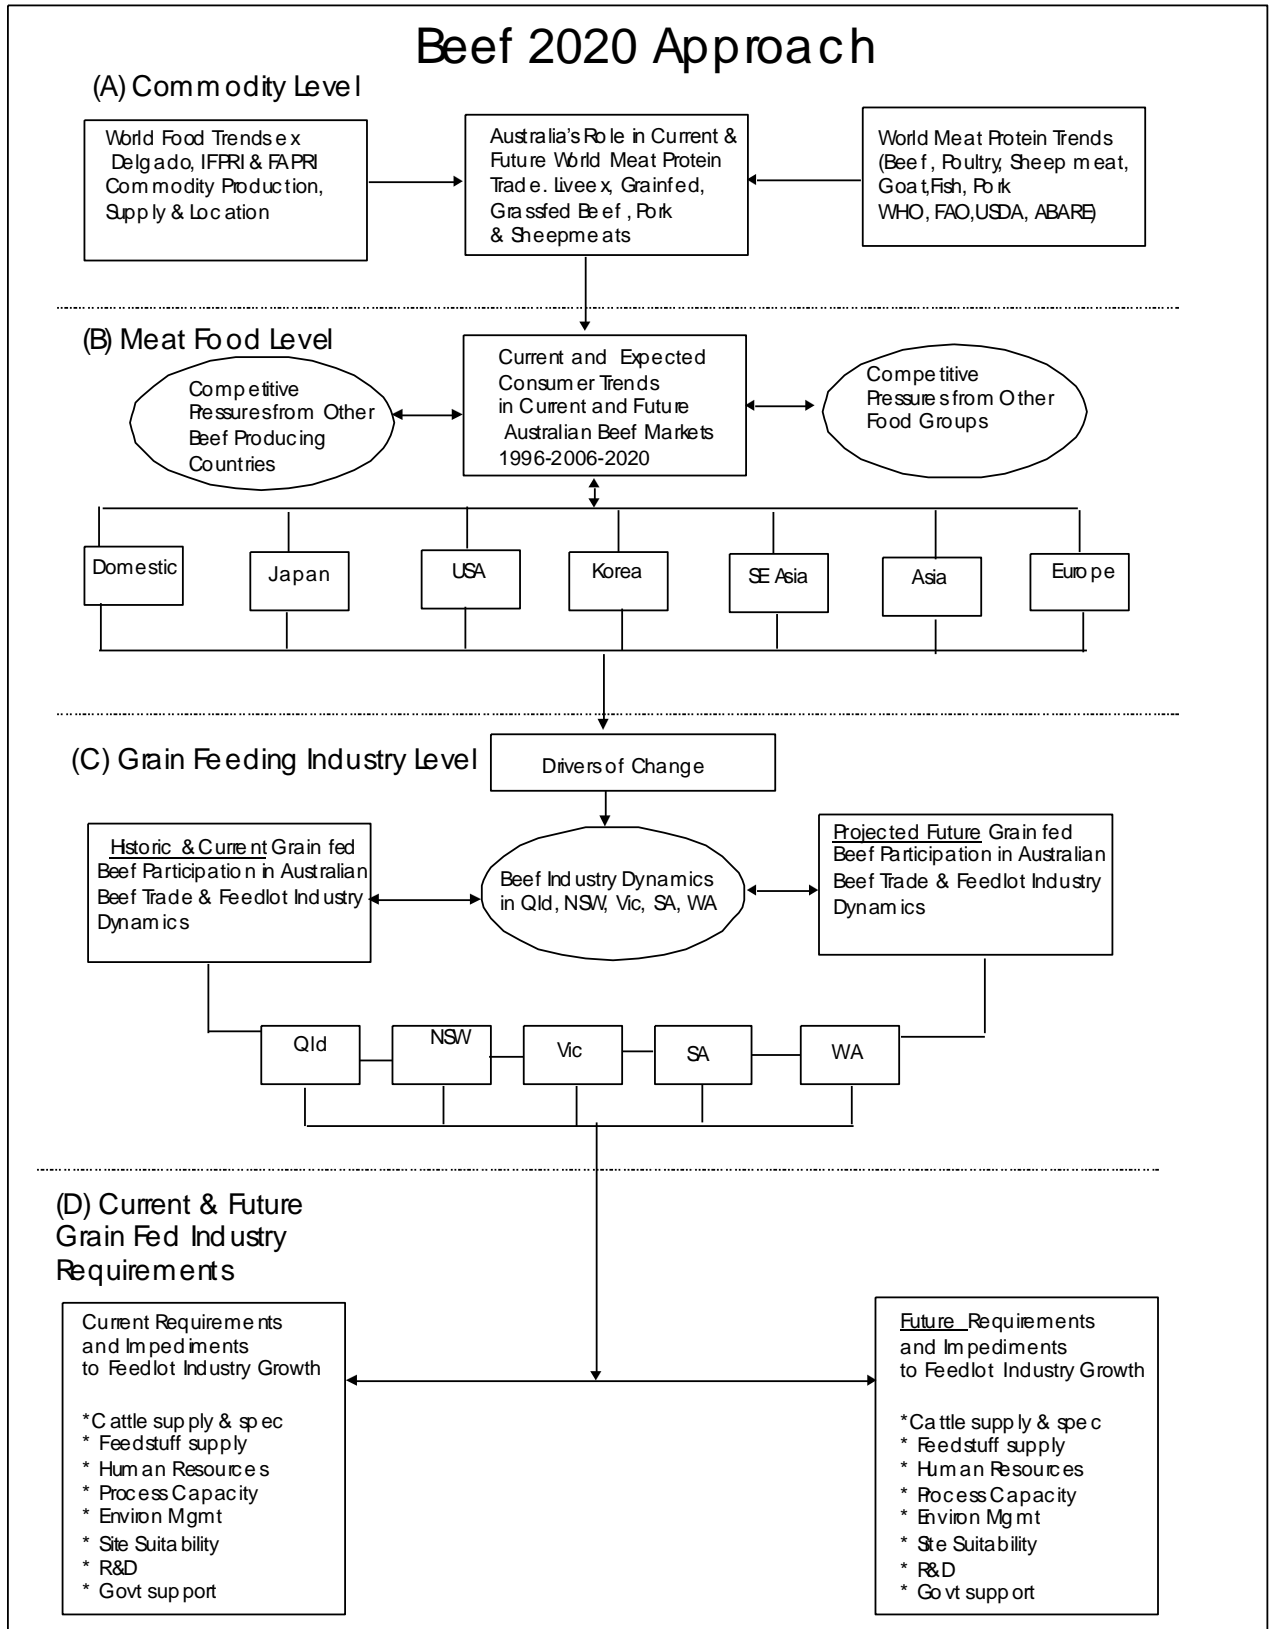 Beef 2020 Approach
(A) Commodity Level
World Food Trends ex
Delgado, IFPRI & FAPRI
Commodity Production,
Supply & Location
Australia's Role in Current &
Future World Meat Protein
Trade. Liveex, Grainfed,
Grassfed Beef, Pork
& Sheepmeats
World Meat Protein Trends
(Beef, Poultry, Sheep meat,
Goat,Fish, Pork
WHO, FAO,USDA, ABARE)
(B) Meat Food Level
Competitive
Pressures from Other
Beef Producing
Countries
Current and Expected
Consumer Trends
in Current and Future
Australian Beef Markets
1996-2006-2020
Competitive
Pressures from Other
Food Groups
Domestic
Japan
USA
Korea
SE Asia
Asia
Europe
(C) Grain Feeding Industry Level
Drivers of Change
Historic & Current Grain fed
Beef Participation in Australian
Beef Trade & Feedlot Industry
Dynamics
Beef Industry Dynamics
in Qld, NSW, Vic, SA, WA
Projected Future Grain fed
Beef Participation in Australian
Beef Trade & Feedlot Industry
Dynamics
Qld
NSW
Vic
SA
WA
(D) Current & Future
Grain Fed Industry
Requirements
Current Requirements
and Impediments
to Feedlot Industry Growth
*Cattle supply & spec
* Feedstuff supply
* Human Resources
* Process Capacity
* Environ Mgmt
* Site Suitability
* R&D
* Govt support
Future Requirements
and Impediments
to Feedlot Industry Growth
*Cattle supply & spec
* Feedstuff supply
* Human Resources
* Process Capacity
* Environ Mgmt
* Site Suitability
* R&D
* Govt support